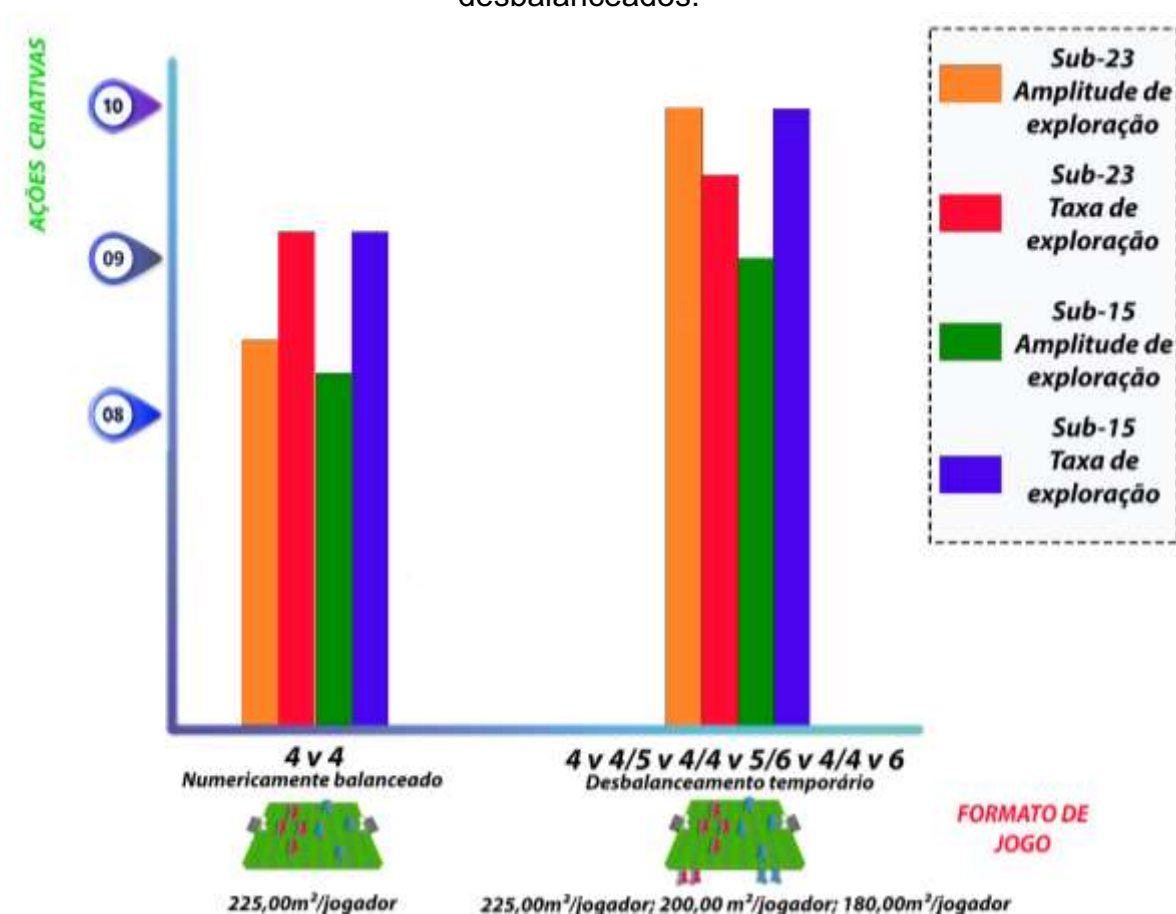 desbalanceados.
AÇÕES CRIATIVAS
10
09
08
Sub-23
Amplitude de
exploração
Sub-23
Taxa de
exploração
Sub-15
Amplitude de
exploração
Sub-15
Taxa de
exploração
4 v 4
Numericamente balanceado
225,00m²/jogador
4 v 4/5 v 4/4 v 5/6 v 4/4 v 6
Desbalanceamento temporário
225,00m²/jogador; 200,00 m²/jogador; 180,00m²/jogador
FORMATO DE
JOGO